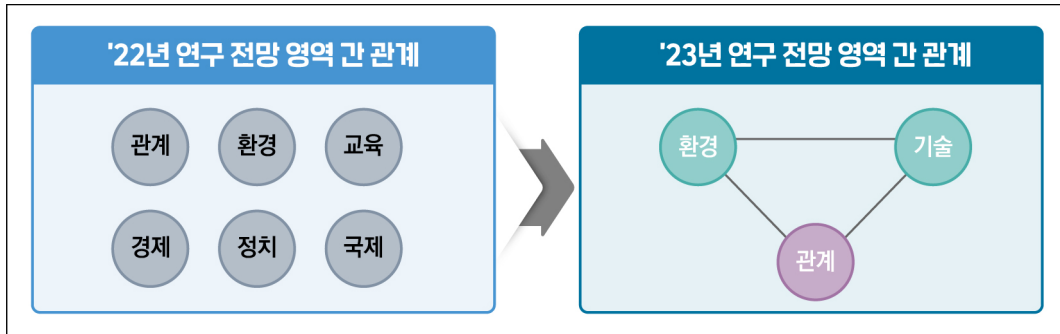 '22년 연구 전망 영역 간 관계
관계 환경 교육
경제 정치 국제
'23년 연구 전망 영역 간 관계
환경 기술
관계